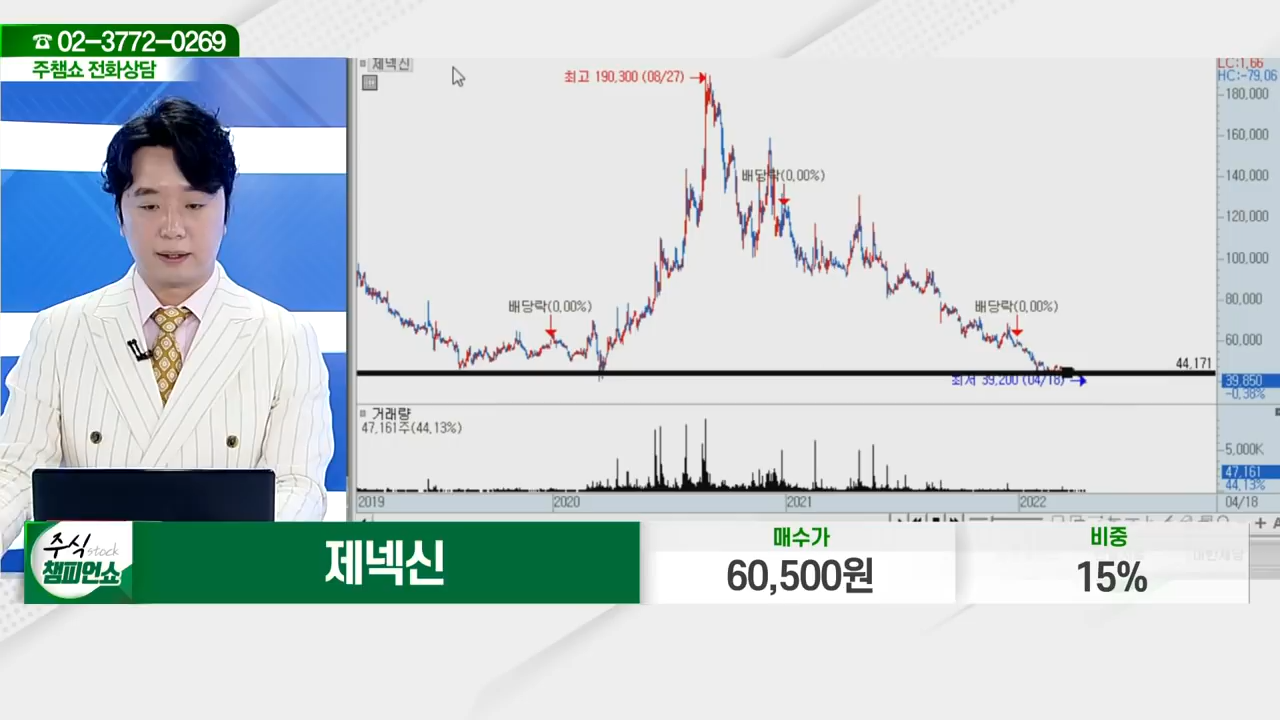 ☎ 02-3772-0269
주챔쇼 전화상담
제넥신
최고 190,300 (08/27)
LC:1,66
HC:-79,06
180,000
160,000
배당락(0,00%)
140,000
120,000
100,000
배당락(0,00%)
배당락(0,00%)
80,000
60,000
44,171
최저 39,200 (04/18)
39,850
-0,38%
거래량
47,161주(44,13%)
5,000K
47,161
44,13%
2019
2020
2021
2022
04/18
주식 stock
챔피언쇼
제넥신
매수가
60,500원
비중
15%